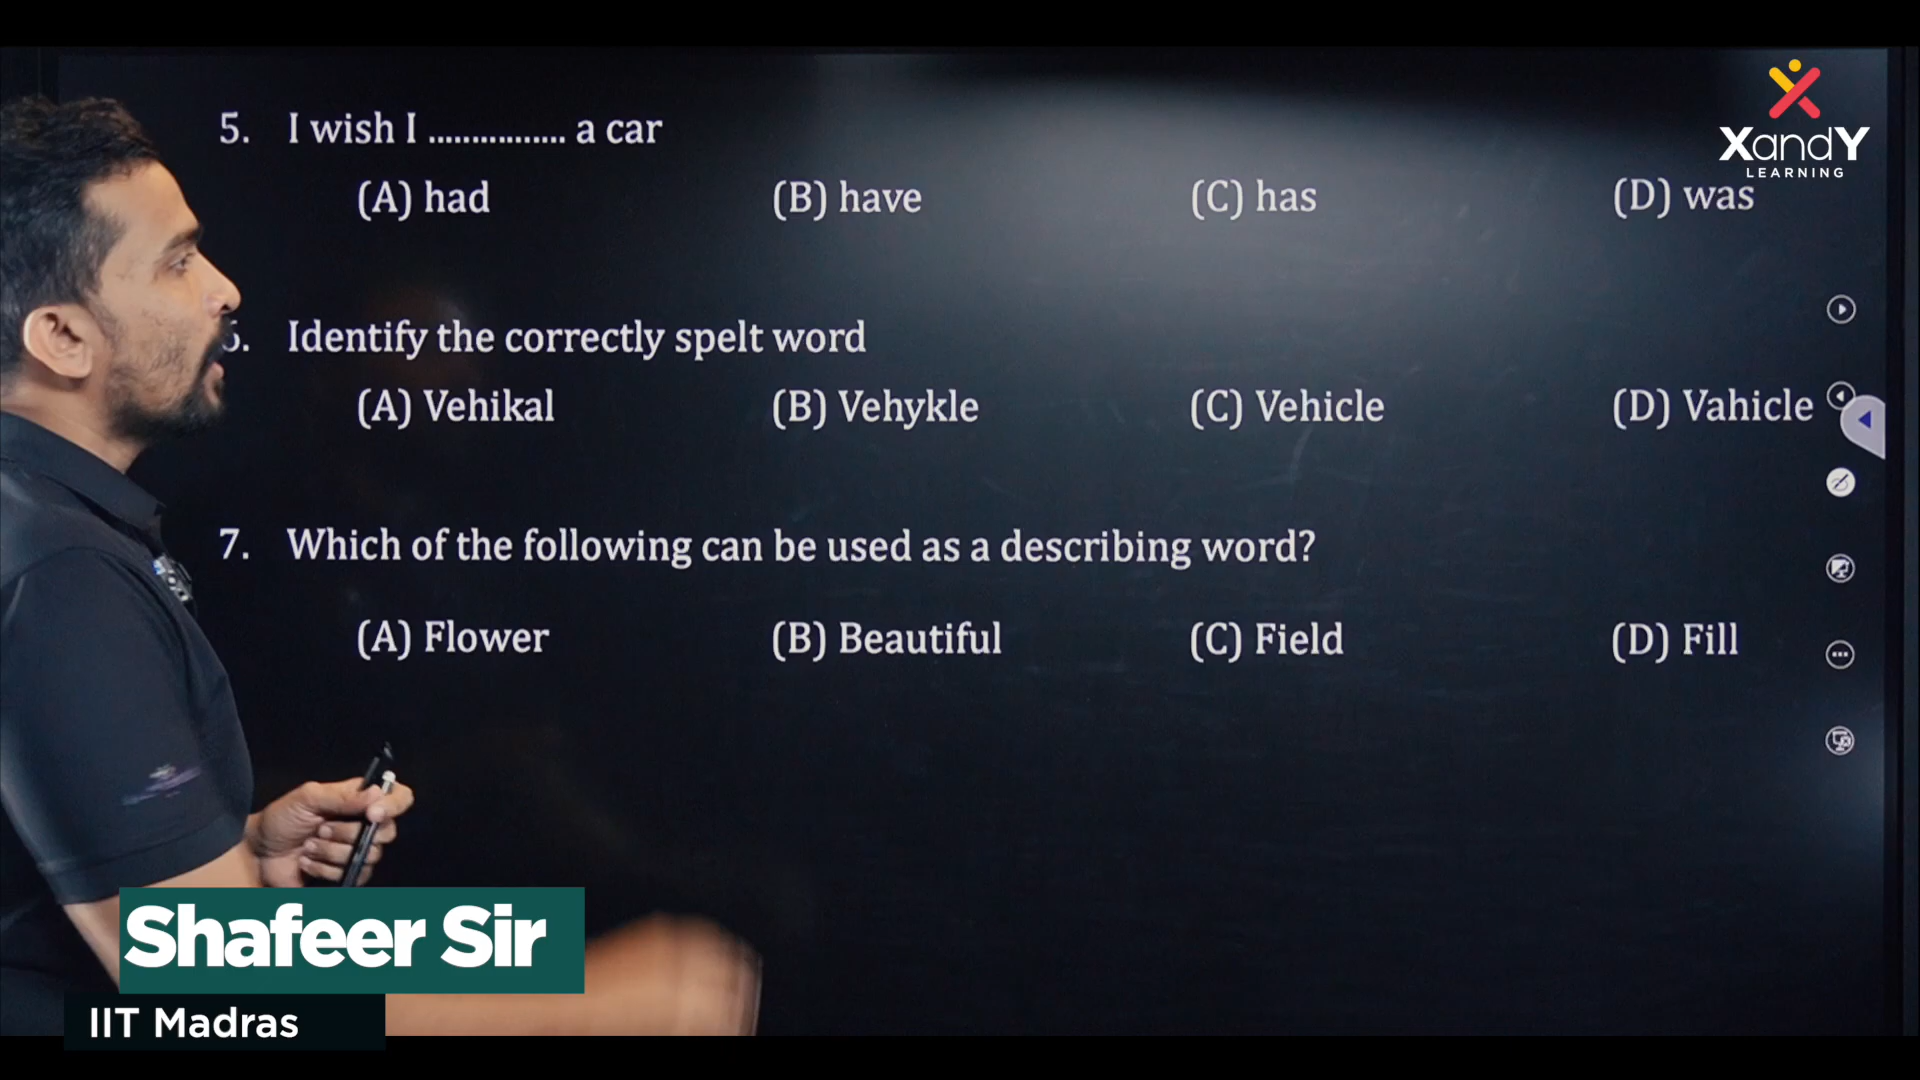 XandY
LEARNING
5. I wish I ................ a car
(A) had (B) have (C) has (D) was
6. Identify the correctly spelt word
(A) Vehikal (B) Vehykle (C) Vehicle (D) Vahicle
7. Which of the following can be used as a describing word?
(A) Flower (B) Beautiful (C) Field (D) Fill
Shafeer Sir
IIT Madras